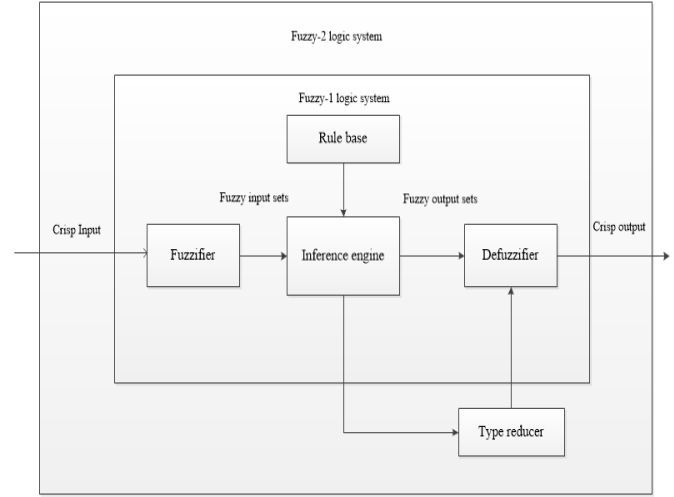 Fuzzy-2 logic system
Fuzzy-1 logic system
Rule base
Fuzzy input sets
Fuzzy output sets
Crisp Input
Crisp output
Fuzzifier
Inference engine
Defuzzifier
Type reducer